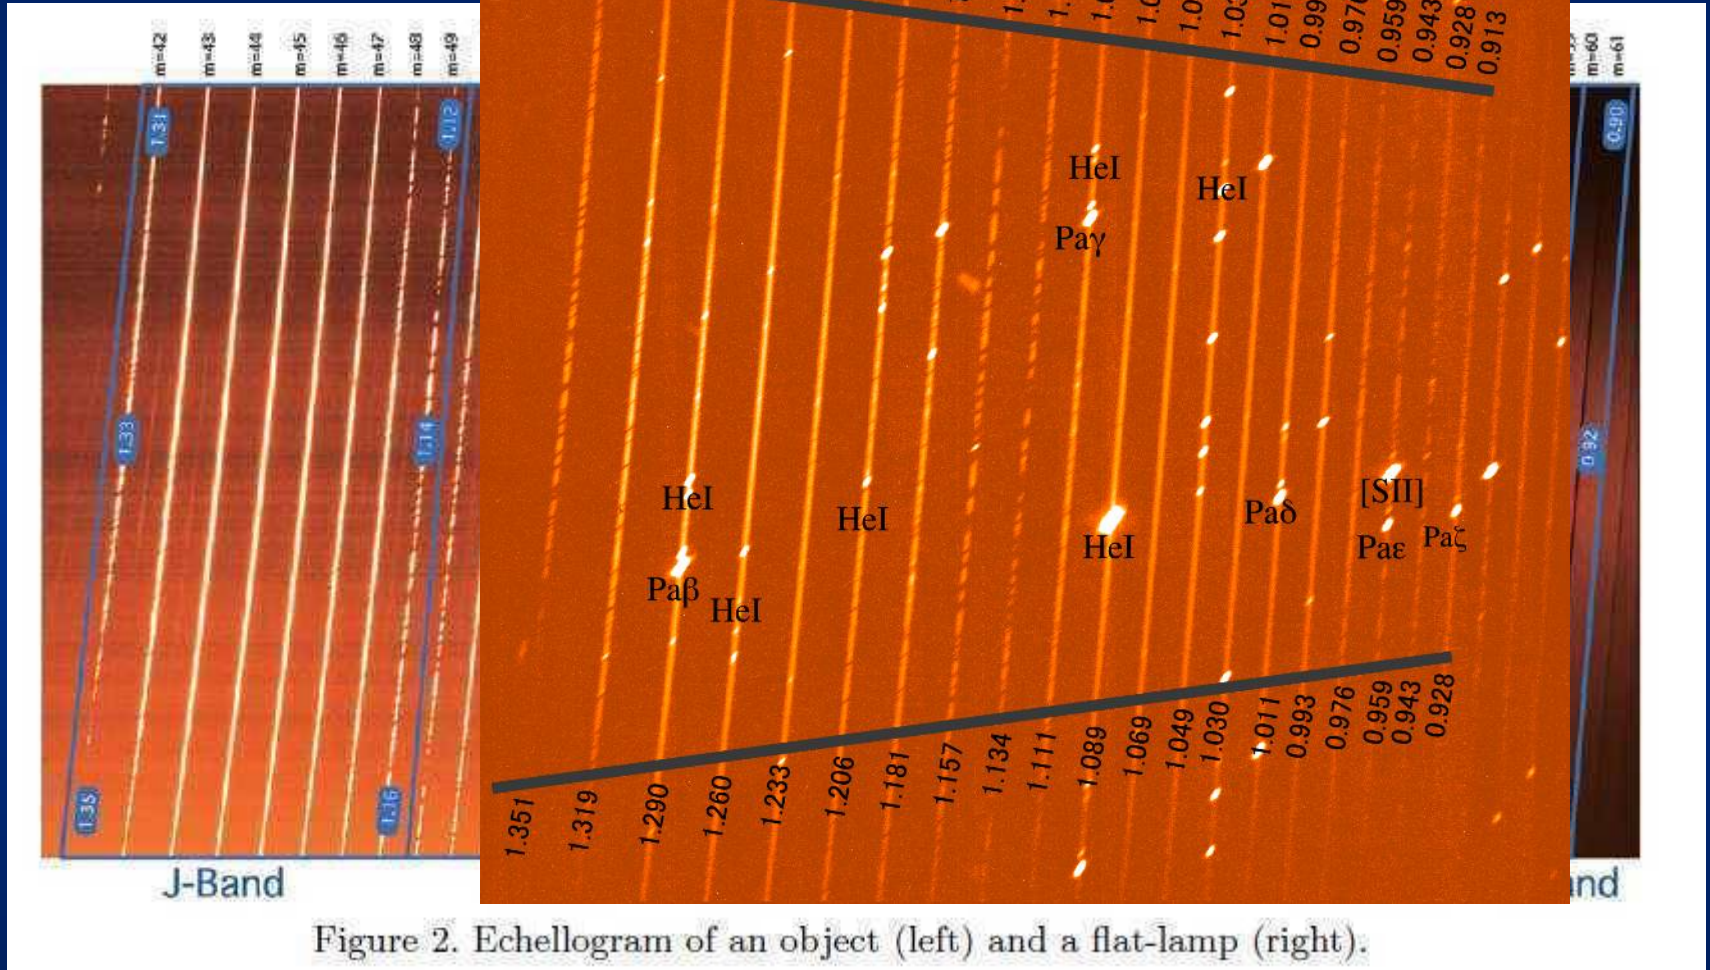 m=42
m=43
m=44
m=45
m=46
m=47
m=48
m=49
0.976
0.959
0.943
0.928
0.913
m=60
m=61
1.31
1.12
0.90
1.33
1.14
0.92
1.35
1.16
HeI
HeI
Paγ
HeI
HeI
HeI
[SII]
Paδ
Paε
Paζ
Paβ
HeI
1.351
1.319
1.290
1.260
1.233
1.206
1.181
1.157
1.134
1.111
1.089
1.069
1.049
1.030
1.011
0.993
0.976
0.959
0.943
0.928
J-Band
Figure 2. Echellogram of an object (left) and a flat-lamp (right).